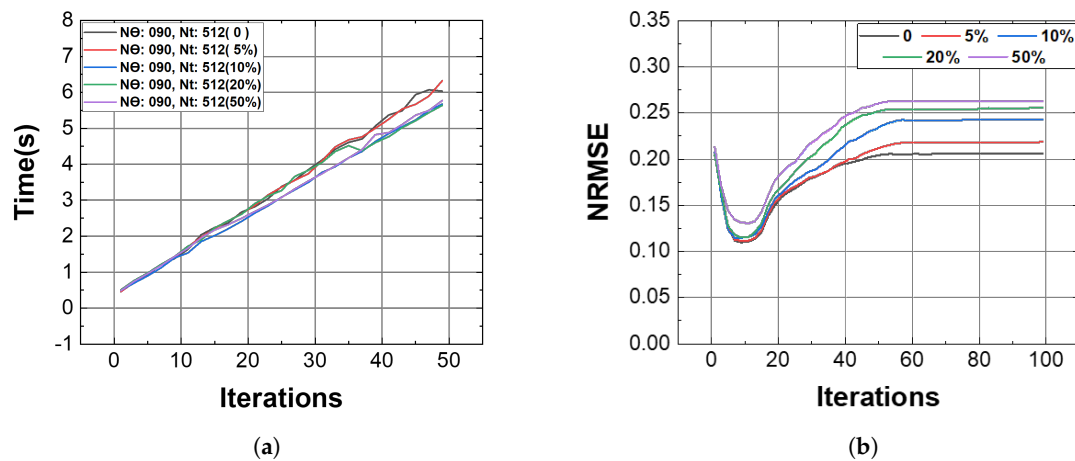 8
7
6
5
4
3
2
1
0
-1
Time(s)
NΘ: 090, Nt: 512( 0 )
NΘ: 090, Nt: 512( 5%)
NΘ: 090, Nt: 512(10%)
NΘ: 090, Nt: 512(20%)
NΘ: 090, Nt: 512(50%)
0 10 20 30 40 50
Iterations
(a)
0.35
0.30
0.25
0.20
0.15
0.10
0.05
0.00
NRMSE
0 5% 10%
20% 50%
0 20 40 60 80 100
Iterations
(b)